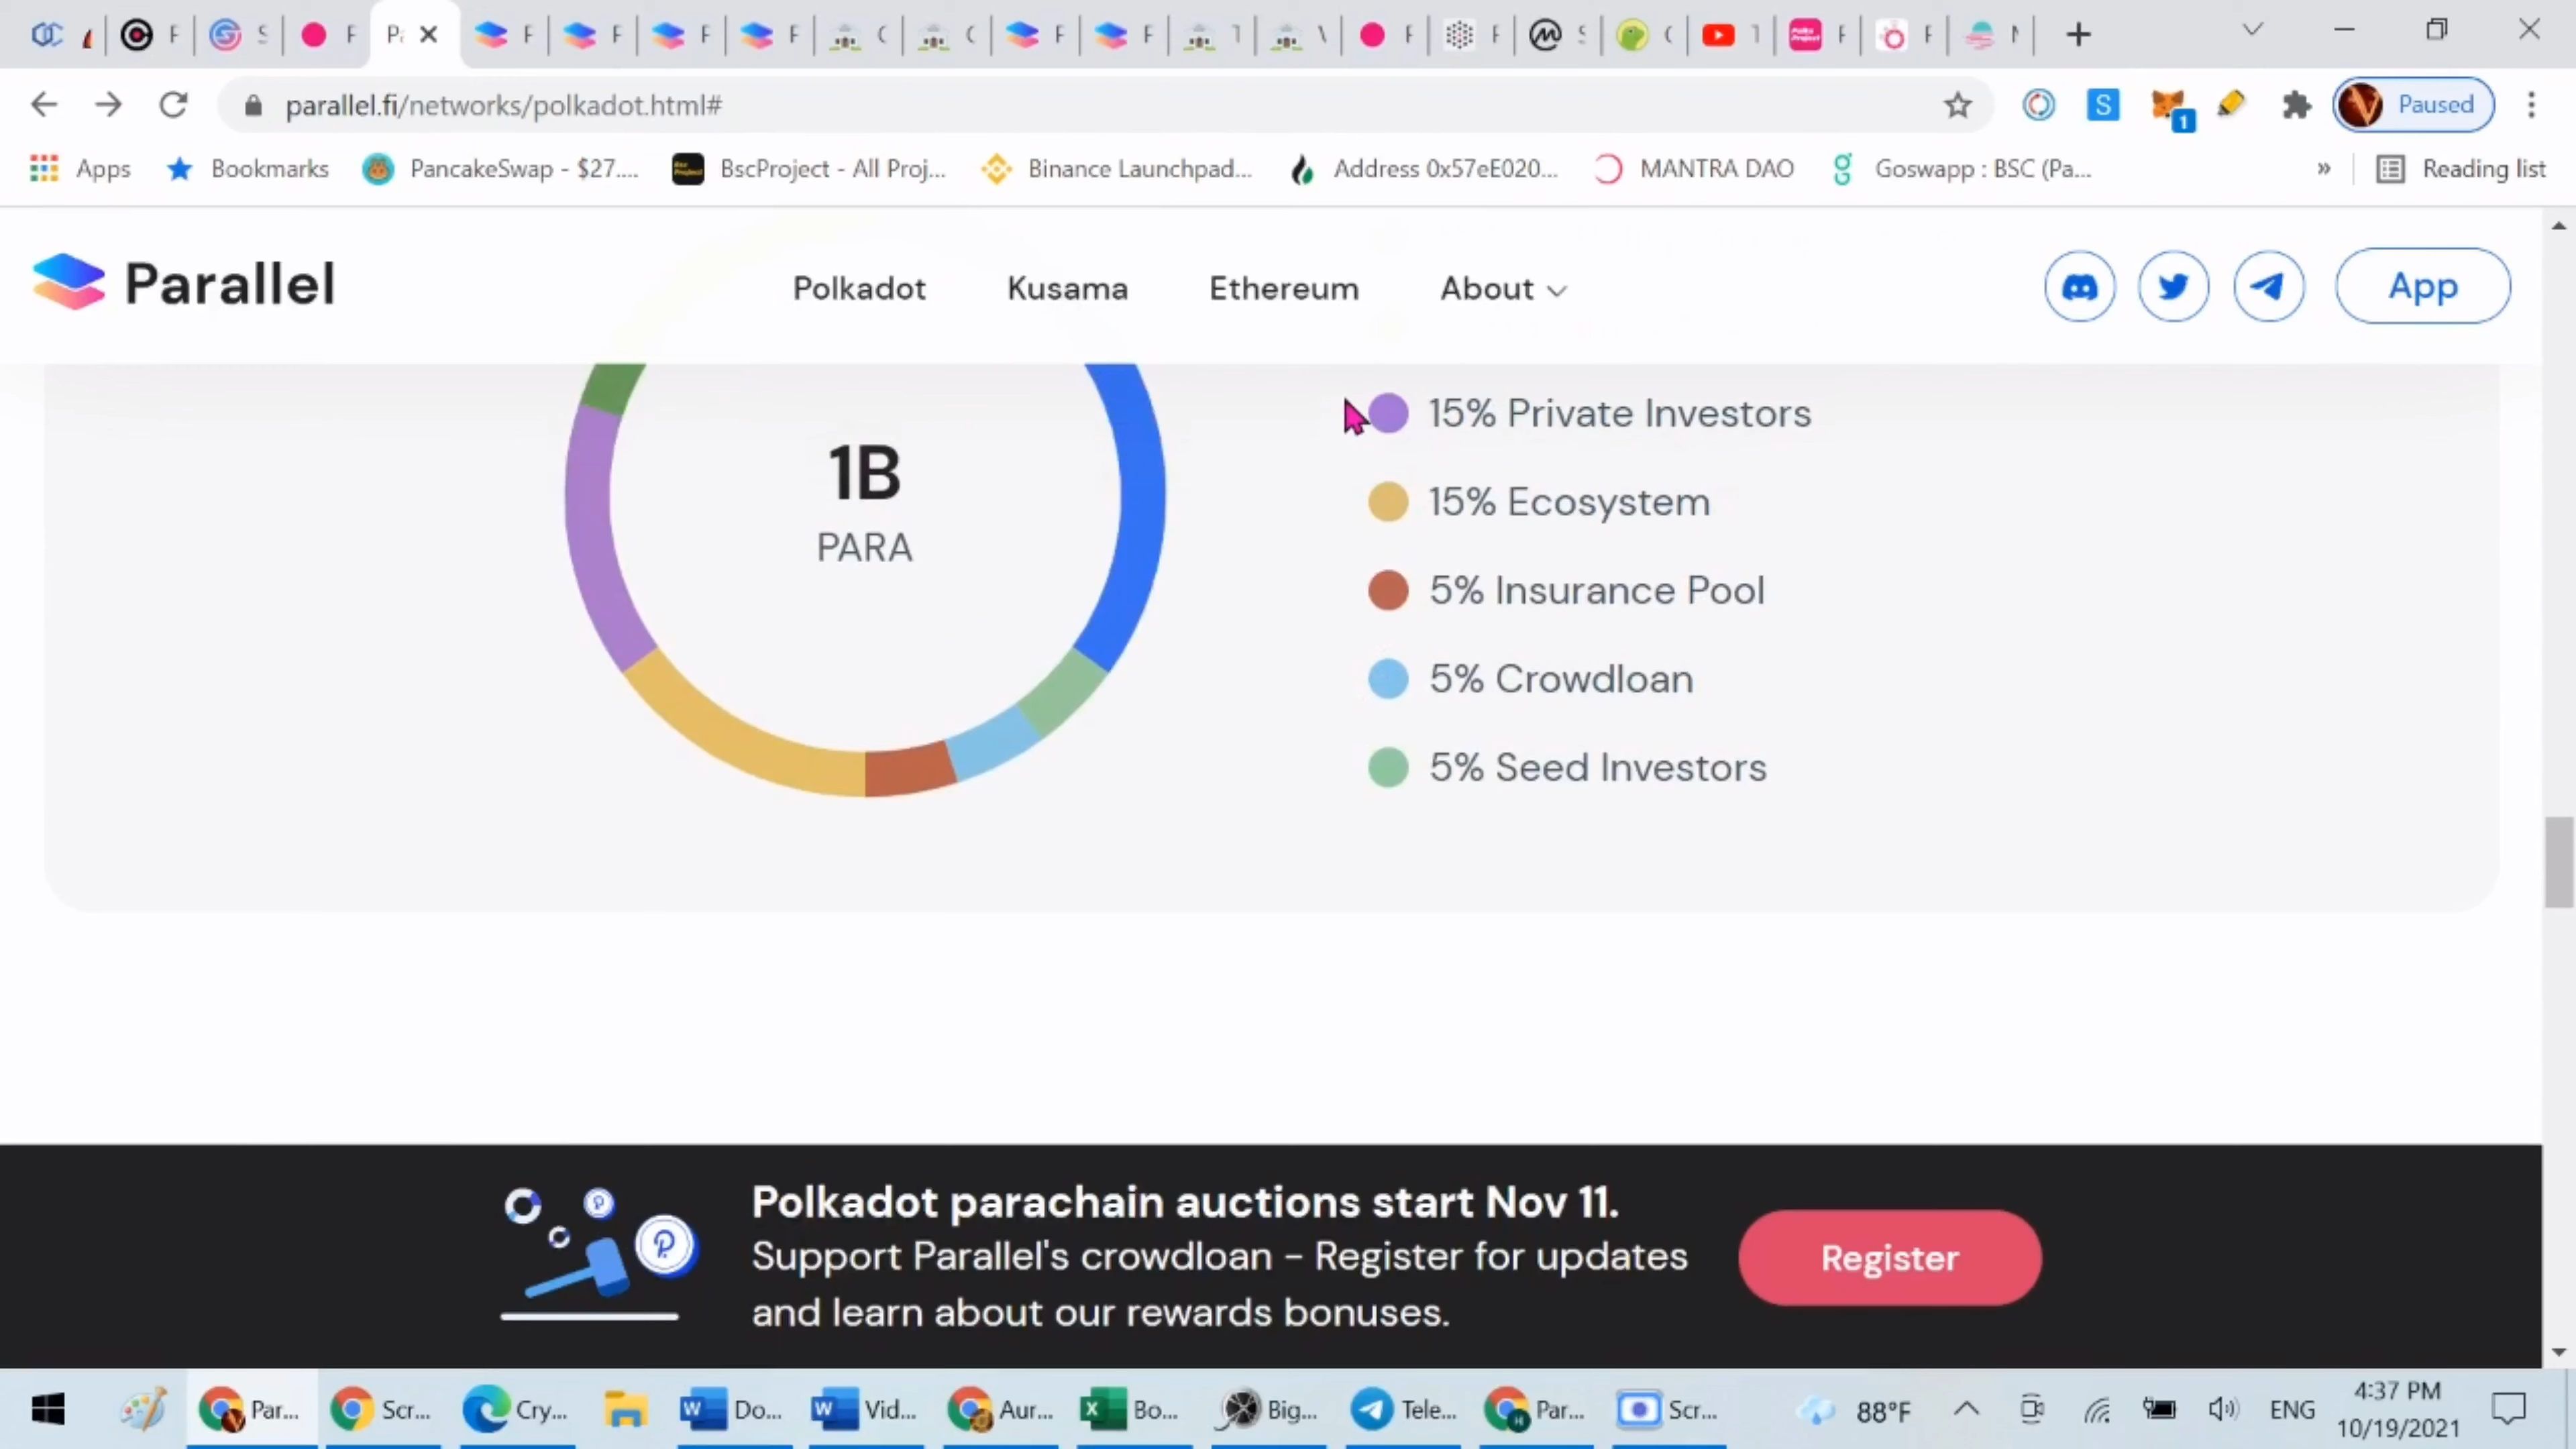 parallel.fi/networks/polkadot.html#
S
1
Paused
Apps
Bookmarks
PancakeSwap - $27....
BscProject - All Proj...
Binance Launchpad...
Address 0x57eE020...
MANTRA DAO
Goswapp : BSC (Pa...
»
Reading list
Parallel
Polkadot
Kusama
Ethereum
About
App
1B
PARA
15% Private Investors
15% Ecosystem
5% Insurance Pool
5% Crowdloan
5% Seed Investors
Polkadot parachain auctions start Nov 11.
Support Parallel's crowdloan – Register for updates
and learn about our rewards bonuses.
Register
Par...
Scr...
Cry...
Do...
Vid...
Aur...
Bo...
Big...
Tele...
Par...
Scr...
88°F
ENG
4:37 PM
10/19/2021